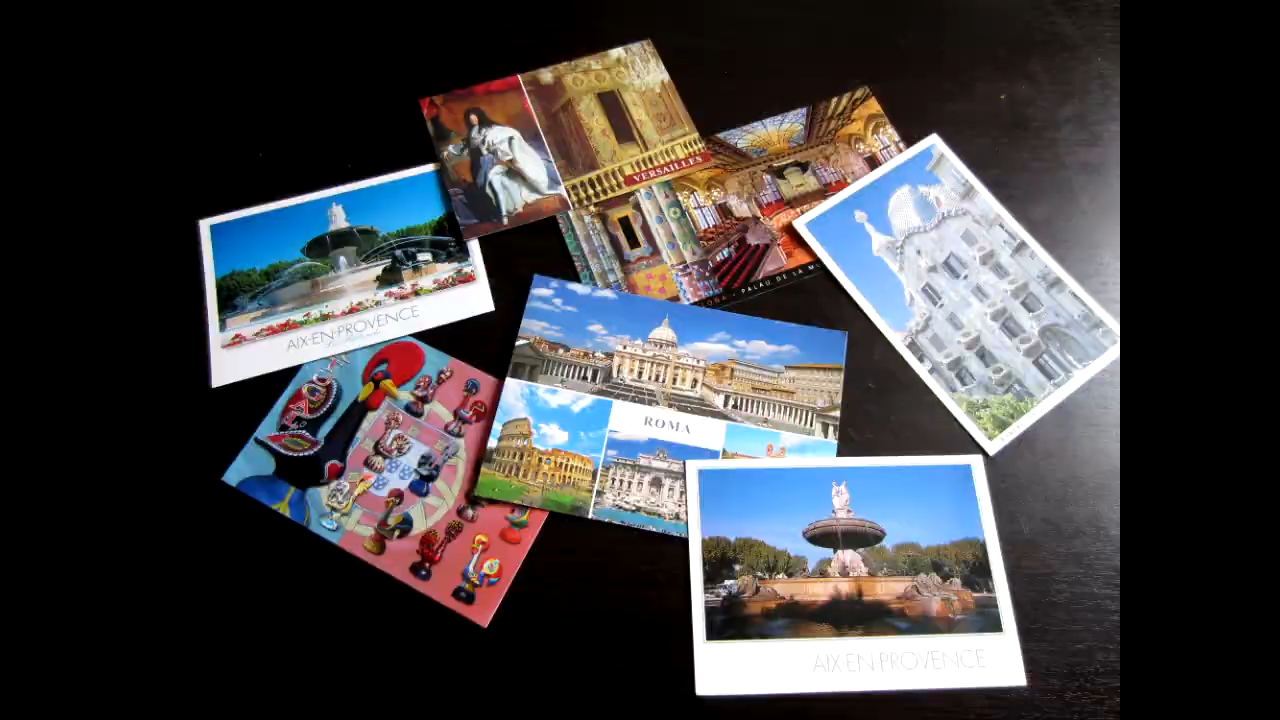 VERSAILLES
PALAU DE LA
AIX-EN-PROVENCE
ROMA
AIX-EN-PROVENCE